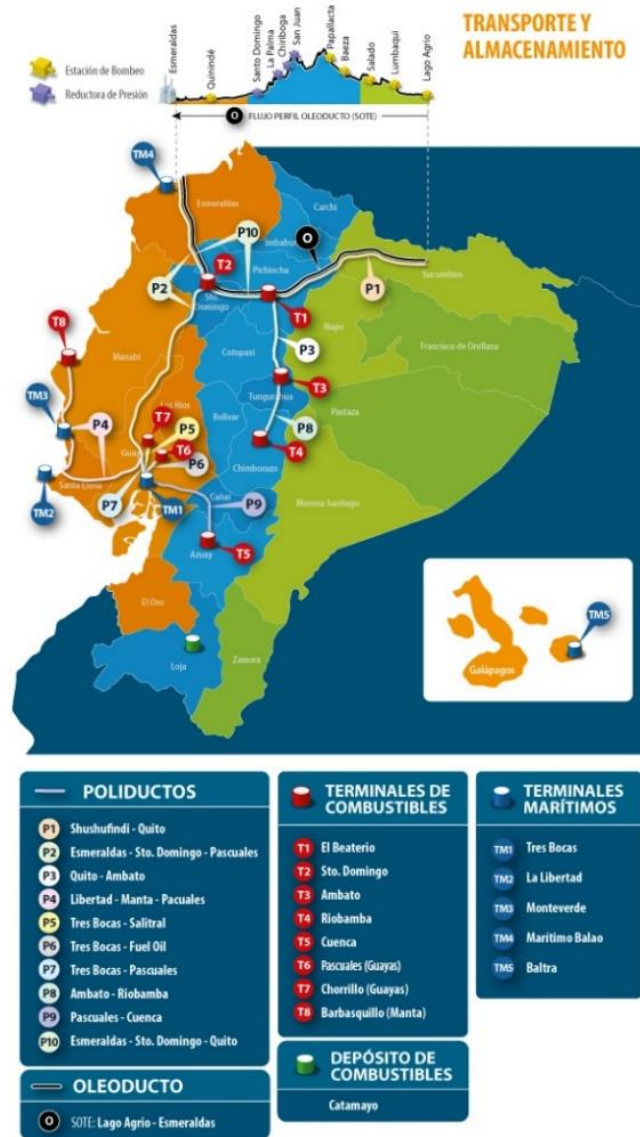 TRANSPORTE Y
ALMACENAMIENTO
Estación de Bombeo
Reductora de Presión
Esmeraldas
Quinindé
Santo Domingo
La Palma
Chiriboga
San Juan
Papallacta
Baeza
Salado
Lumbaqui
Lago Agrio
O FLUJO PERFIL OLEODUCTO (SOTE)
TM4
Esmeraldas
Carchi
P10
Imbabura
O
T2
Pichincha
P2
Sto.
Domingo
P1
Sucumbios
T1
T8
Napo
Manabí
Cotopaxi
P3
Francisco de Orellana
T3
Tungurahua
Pastaza
TM3
P4
Los Ríos
T7
P5
Bolivar
P8
T6
Guayas
P6
T4
Chimborazo
Santa Elena
TM2
P7
TM1
Cañar
P9
Morona Santiago
T5
Azuay
El Oro
Loja
Zamora
TM5
Galápagos
POLIDUCTOS
P1 Shushufindi - Quito
P2 Esmeraldas - Sto. Domingo - Pascuales
P3 Quito - Ambato
P4 Libertad - Manta - Pacuales
P5 Tres Bocas - Salitral
P6 Tres Bocas - Fuel Oil
P7 Tres Bocas - Pascuales
P8 Ambato - Riobamba
P9 Pascuales - Cuenca
P10 Esmeraldas - Sto. Domingo - Quito
OLEODUCTO
O SOTE: Lago Agrio - Esmeraldas
TERMINALES DE
COMBUSTIBLES
T1 El Beaterio
T2 Sto. Domingo
T3 Ambato
T4 Riobamba
T5 Cuenca
T6 Pascuales (Guayas)
T7 Chorrillo (Guayas)
T8 Barbasquillo (Manta)
DEPÓSITO DE
COMBUSTIBLES
Catamayo
TERMINALES
MARÍTIMOS
TM1 Tres Bocas
TM2 La Libertad
TM3 Monteverde
TM4 Marítimo Balao
TM5 Baltra